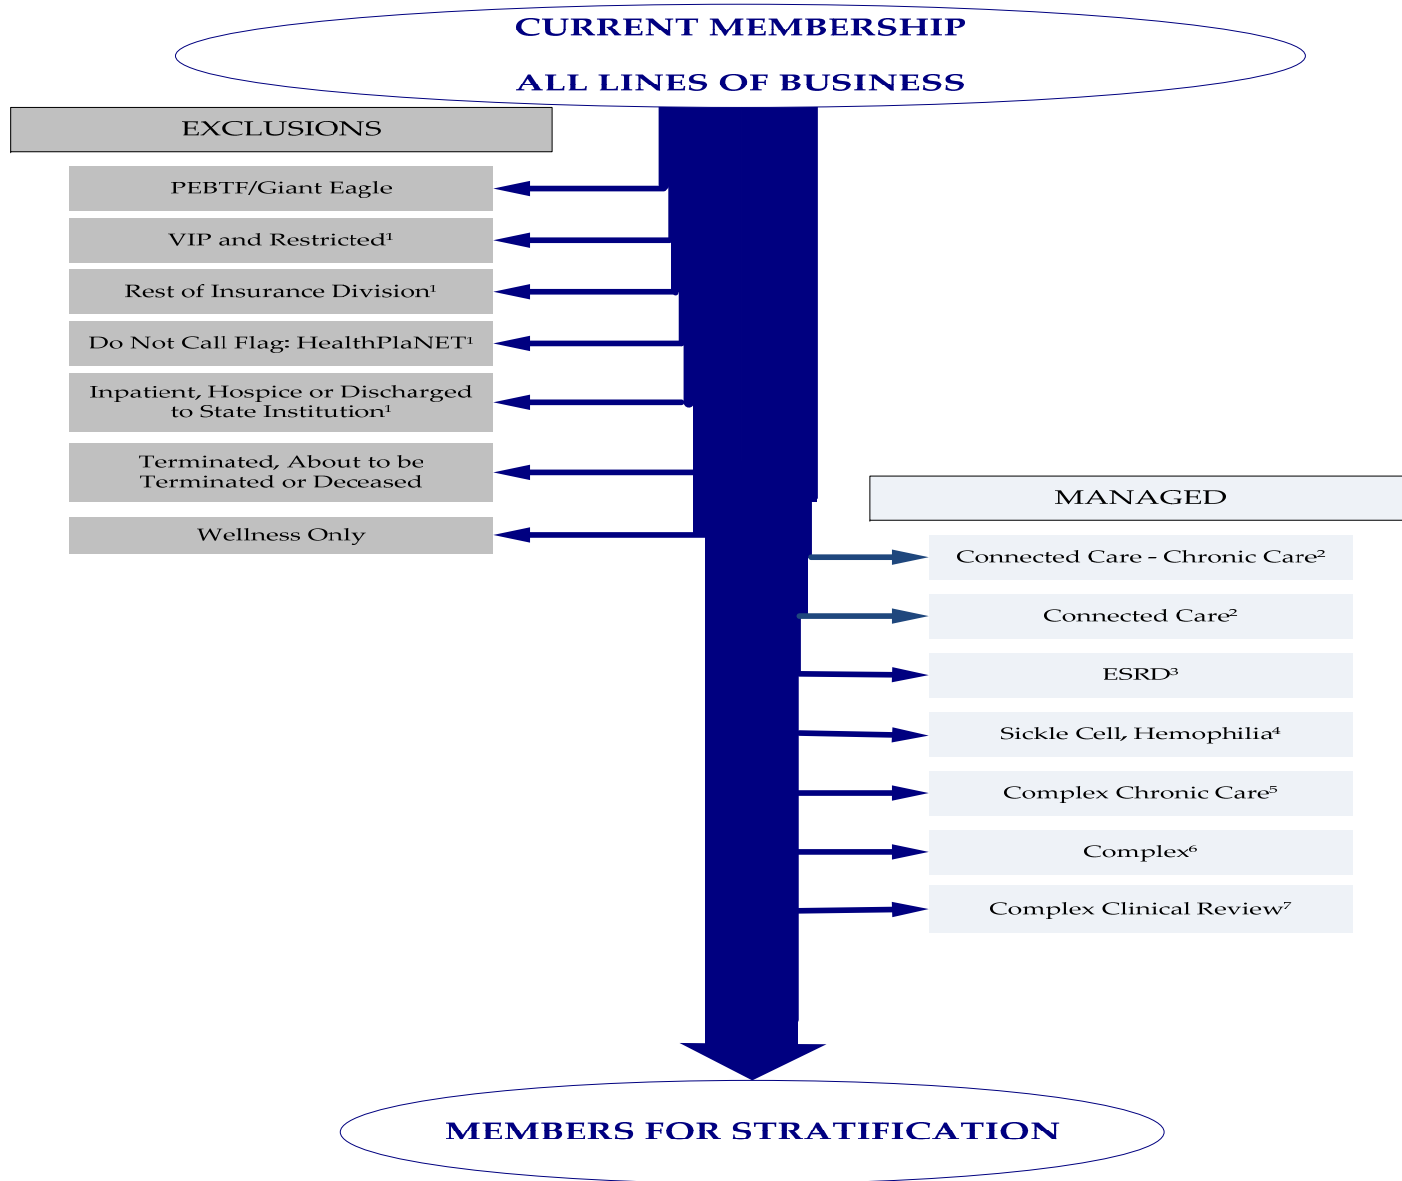 CURRENT MEMBERSHIP
ALL LINES OF BUSINESS
EXCLUSIONS
PEBTF/Giant Eagle
VIP and Restricted¹
Rest of Insurance Division¹
Do Not Call Flag: HealthPlaNET¹
Inpatient, Hospice or Discharged
to State Institution¹
Terminated, About to be
Terminated or Deceased
Wellness Only
MANAGED
Connected Care - Chronic Care²
Connected Care²
ESRD³
Sickle Cell, Hemophilia⁴
Complex Chronic Care⁵
Complex⁶
Complex Clinical Review⁷
MEMBERS FOR STRATIFICATION